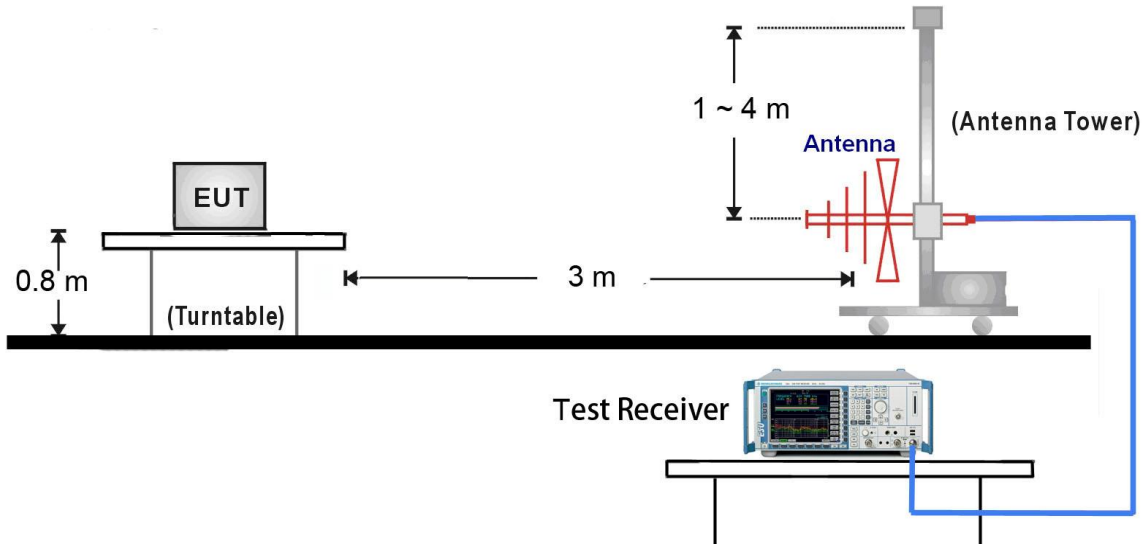 1 ~ 4 m
(Antenna Tower)
Antenna
EUT
0.8 m
3 m
(Turntable)
Test Receiver